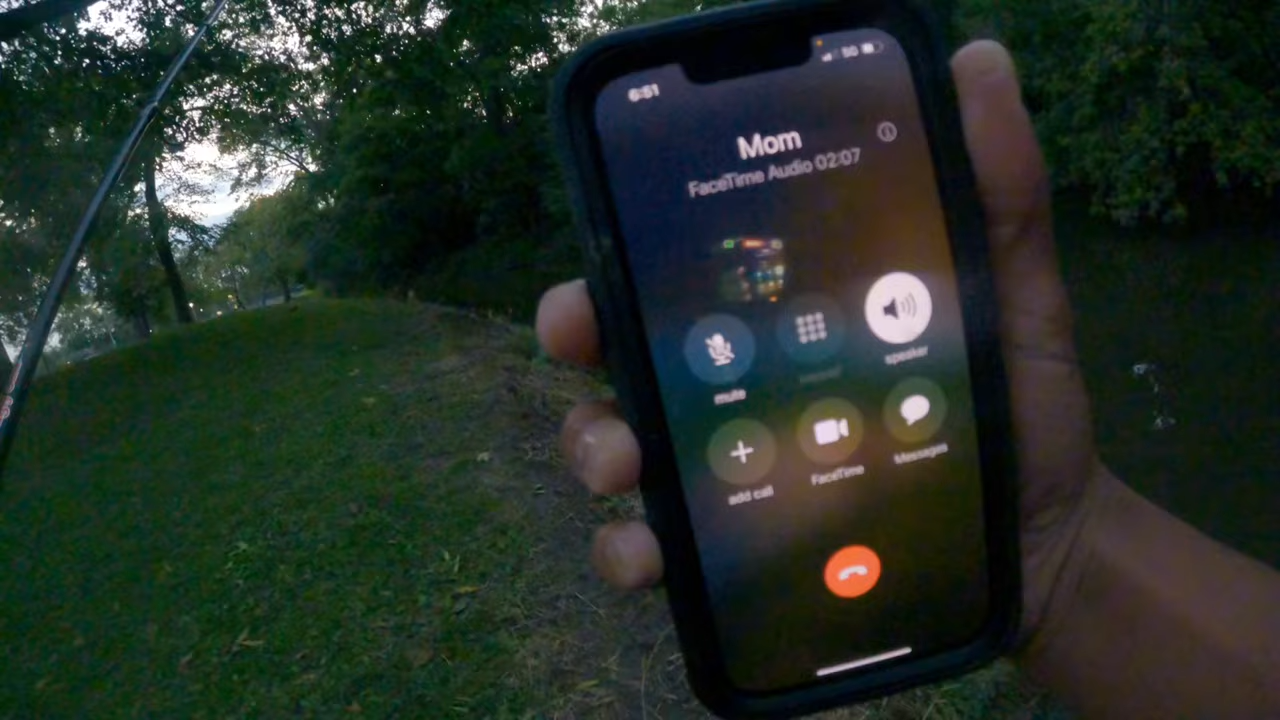 6:51
5G
Mom
FaceTime Audio 02:07
mute
speaker
add call
FaceTime
Messages